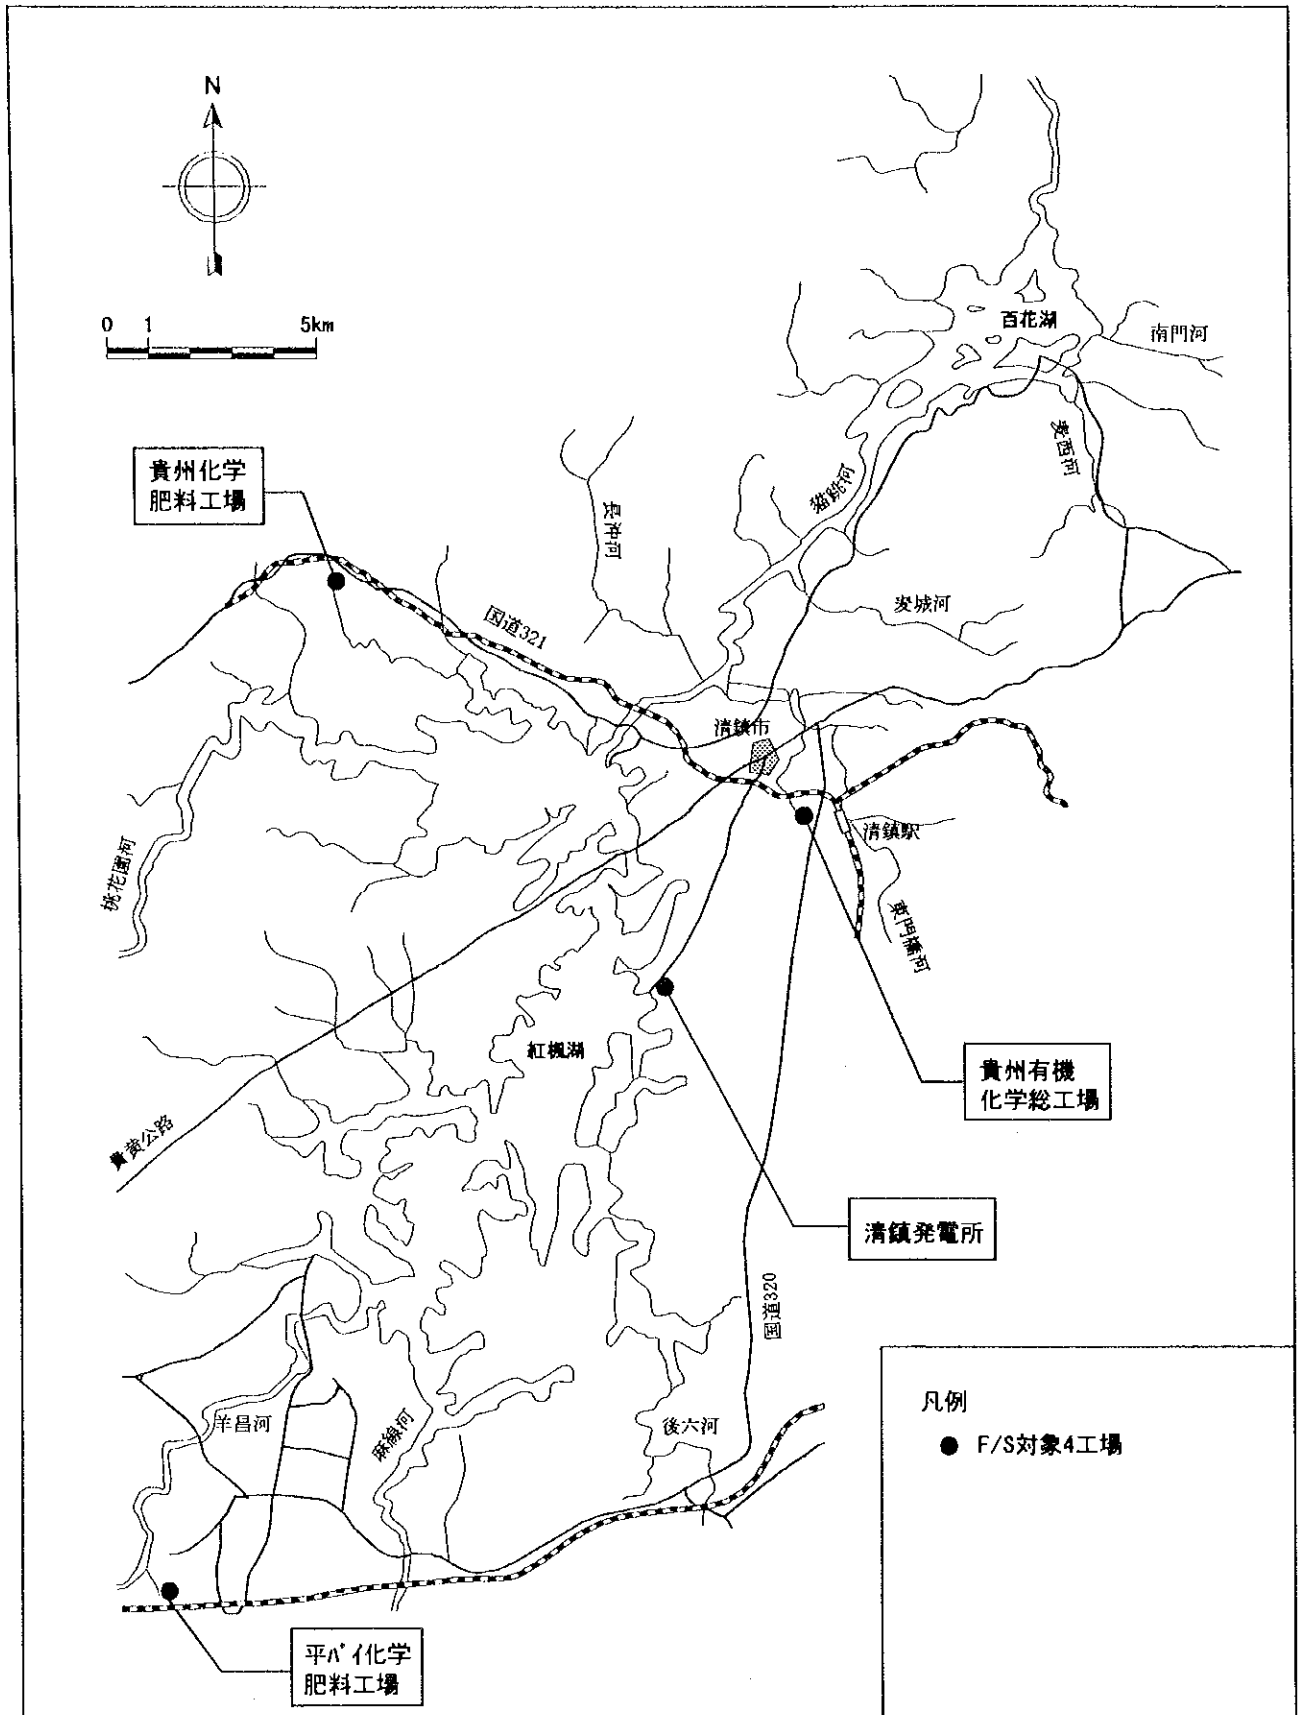 N
0 1 5km
百花湖
南門河
麦西河
猫跳河
長沖河
貴州化学
肥料工場
国道321
麦城河
清鎮市
清鎮駅
桃花園河
東門橋河
紅楓湖
貴州有機
化学総工場
貴黄公路
清鎮発電所
国道320
羊昌河
麻線河
後六河
凡例
● F/S対象4工場
平パイ化学
肥料工場